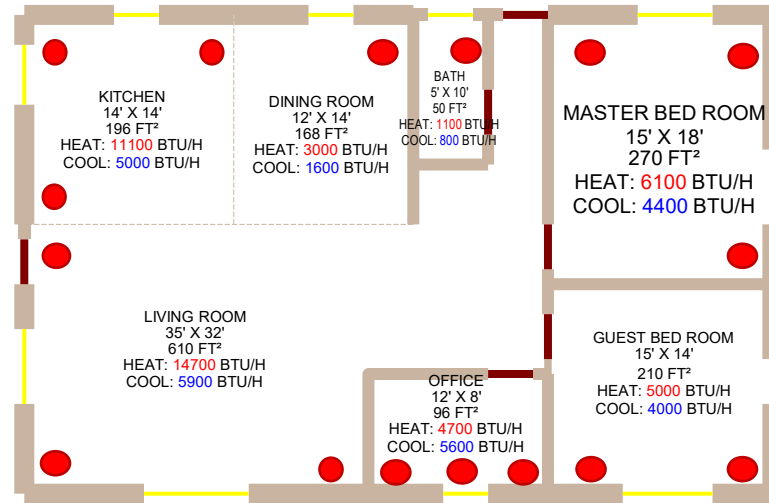 KITCHEN
14' X 14'
196 FT²
HEAT: 11100 BTU/H
COOL: 5000 BTU/H
DINING ROOM
12' X 14'
168 FT²
HEAT: 3000 BTU/H
COOL: 1600 BTU/H
BATH
5' X 10'
50 FT²
HEAT: 1100 BTU/H
COOL: 800 BTU/H
MASTER BED ROOM
15' X 18'
270 FT²
HEAT: 6100 BTU/H
COOL: 4400 BTU/H
LIVING ROOM
35' X 32'
610 FT²
HEAT: 14700 BTU/H
COOL: 5900 BTU/H
OFFICE
12' X 8'
96 FT²
HEAT: 4700 BTU/H
COOL: 5600 BTU/H
GUEST BED ROOM
15' X 14'
210 FT²
HEAT: 5000 BTU/H
COOL: 4000 BTU/H